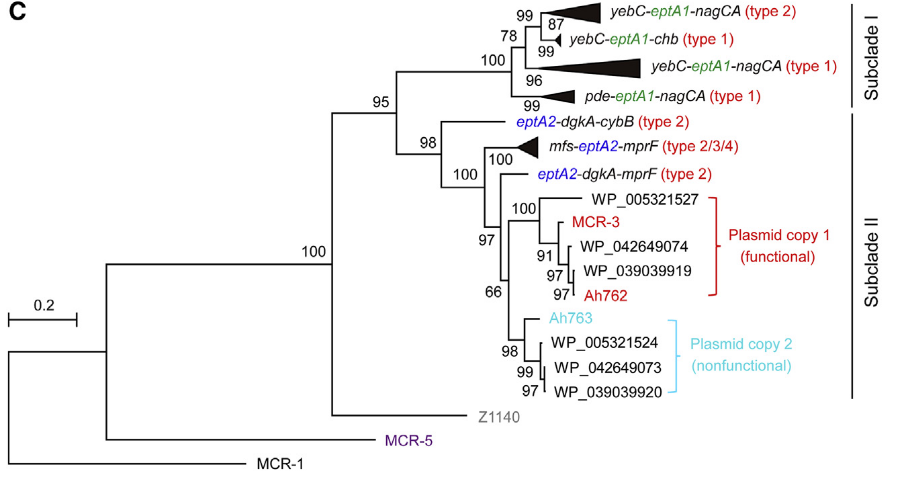 C
99
yebC-eptA1-nagCA (type 2)
87
78
yebC-eptA1-chb (type 1)
99
100
yebC-eptA1-nagCA (type 1)
96
pde-eptA1-nagCA (type 1)
99
Subclade I
95
eptA2-dgkA-cybB (type 2)
98
mfs-eptA2-mprF (type 2/3/4)
100
100
eptA2-dgkA-mprF (type 2)
97
WP_005321527
100
MCR-3
91
WP_042649074
97
WP_039039919
97
Ah762
Plasmid copy 1
(functional)
66
Ah763
98
WP_005321524
99
WP_042649073
97
WP_039039920
Plasmid copy 2
(nonfunctional)
Subclade II
100
0.2
Z1140
MCR-5
MCR-1